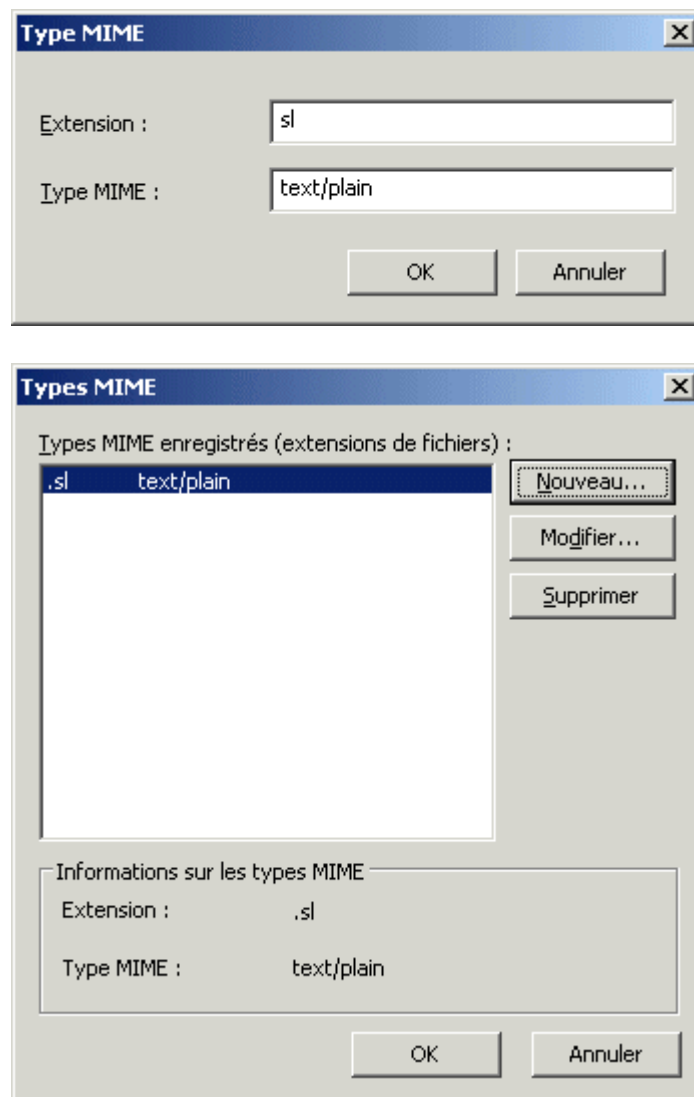 Type MIME
Extension : sl
Type MIME : text/plain
OK Annuler
Types MIME
Types MIME enregistrés (extensions de fichiers) :
.sl text/plain
Nouveau...
Modifier...
Supprimer
Informations sur les types MIME
Extension : .sl
Type MIME : text/plain
OK Annuler